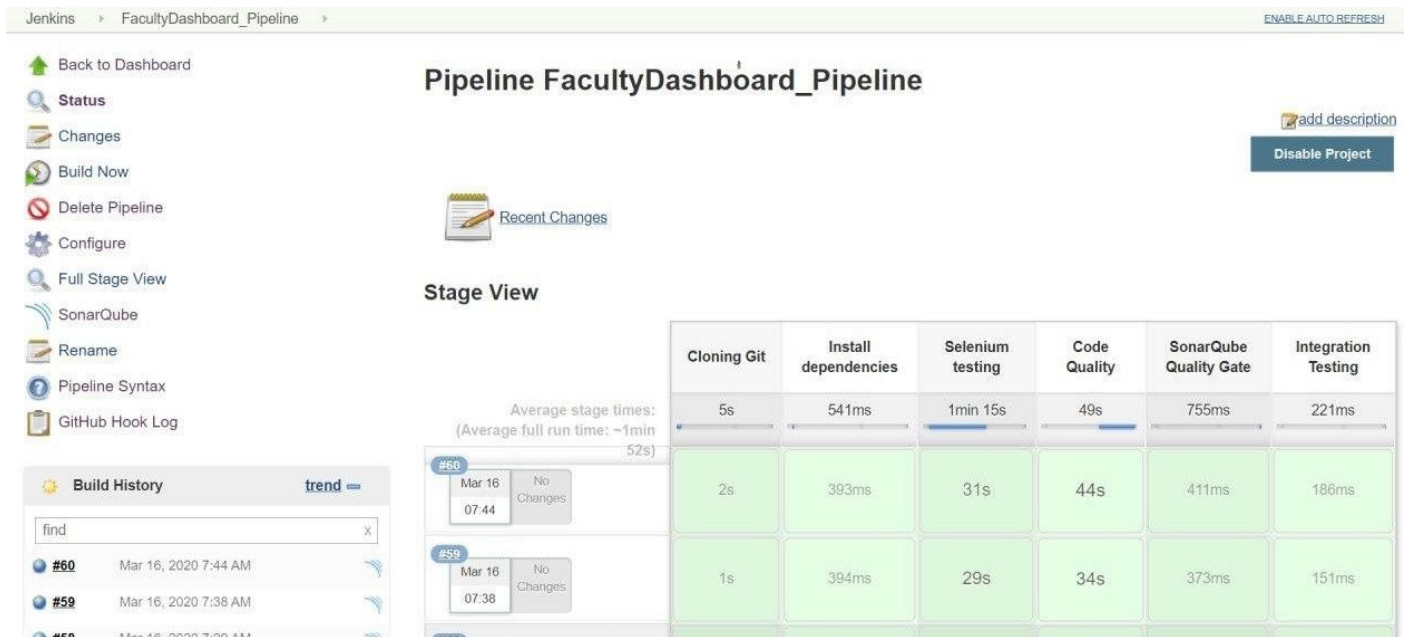 Jenkins FacultyDashboard_Pipeline
ENABLE AUTO REFRESH
Back to Dashboard
Status
Changes
Build Now
Delete Pipeline
Configure
Full Stage View
SonarQube
Rename
Pipeline Syntax
GitHub Hook Log
Build History trend
find x
#60 Mar 16, 2020 7:44 AM
#59 Mar 16, 2020 7:38 AM
Pipeline FacultyDashboard_Pipeline
add description
Disable Project
Recent Changes
Stage View
Cloning Git
Install
dependencies
Selenium
testing
Code
Quality
SonarQube
Quality Gate
Integration
Testing
Average stage times:
(Average full run time: ~1min
52s)
5s 541ms 1min 15s 49s 755ms 221ms
#60
Mar 16
07:44
No
Changes
2s 393ms 31s 44s 411ms 186ms
#59
Mar 16
07:38
No
Changes
1s 394ms 29s 34s 373ms 151ms